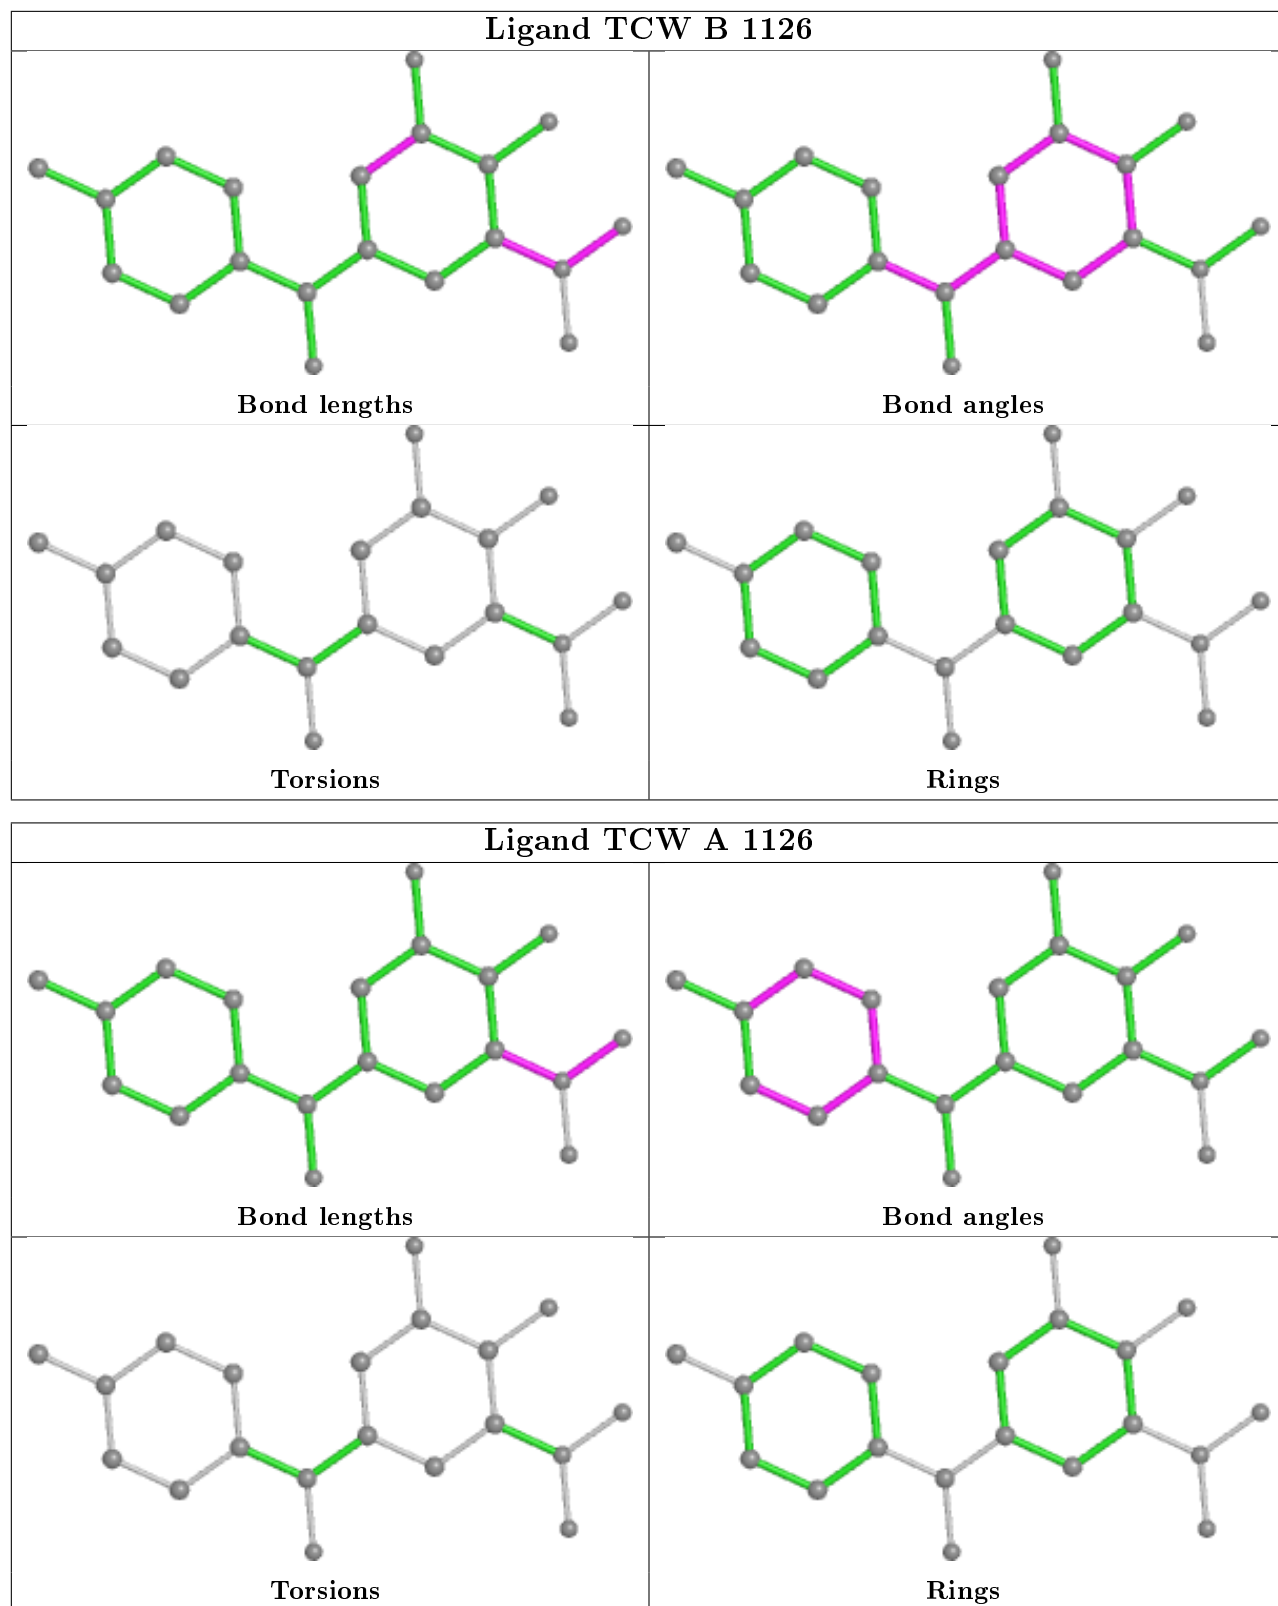 Ligand TCW B 1126
Bond lengths
Bond angles
Torsions
Rings
Ligand TCW A 1126
Bond lengths
Bond angles
Torsions
Rings